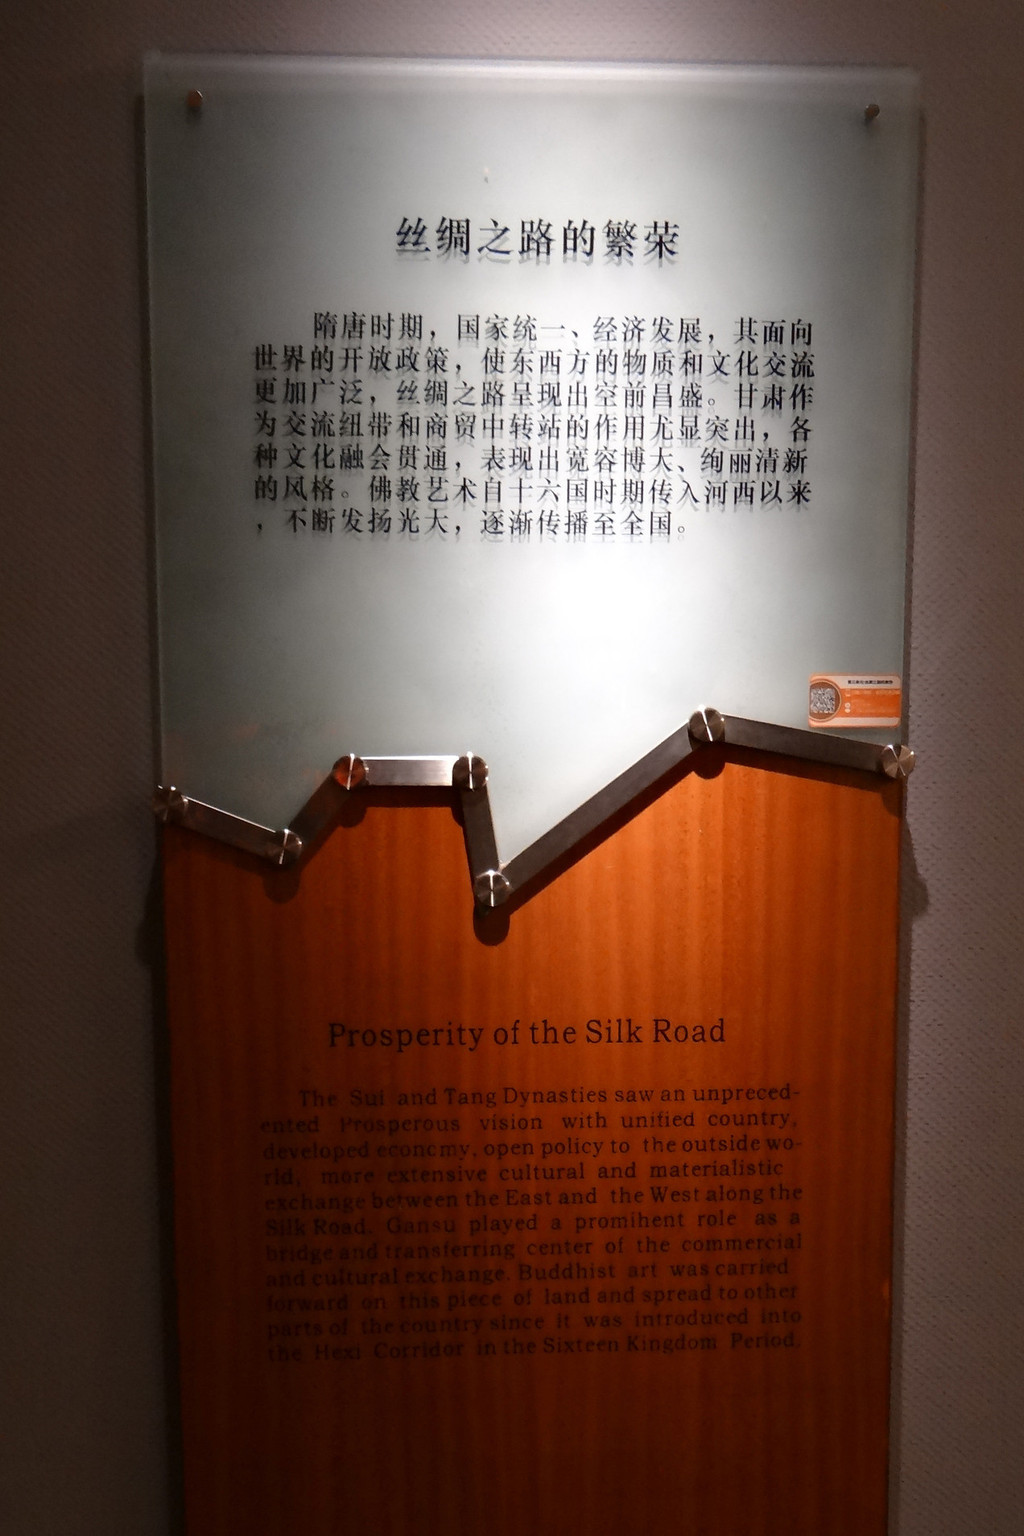 丝绸之路的繁荣
隋唐时期，国家统一、经济发展，其面向
世界的开放政策，使东西方的物质和文化交流
更加广泛，丝绸之路呈现出空前昌盛。甘肃作
为交流纽带和商贸中转站的作用尤显突出，各
种文化融会贯通，表现出宽容博大、绚丽清新
的风格。佛教艺术自十六国时期传入河西以来
，不断发扬光大，逐渐传播至全国。
Prosperity of the Silk Road
The Sui and Tang Dynasties saw an unpreced-
ented Prosperous vision with unified country,
developed economy, open policy to the outside wo-
rld, more extensive cultural and materialistic
exchange between the East and the West along the
Silk Road. Gansu played a promihent role as a
bridge and transferring center of the commercial
and cultural exchange. Buddhist art was carried
forward on this piece of land and spread to other
parts of the country since it was introduced into
the Hexi Corridor in the Sixteen Kingdom Period.